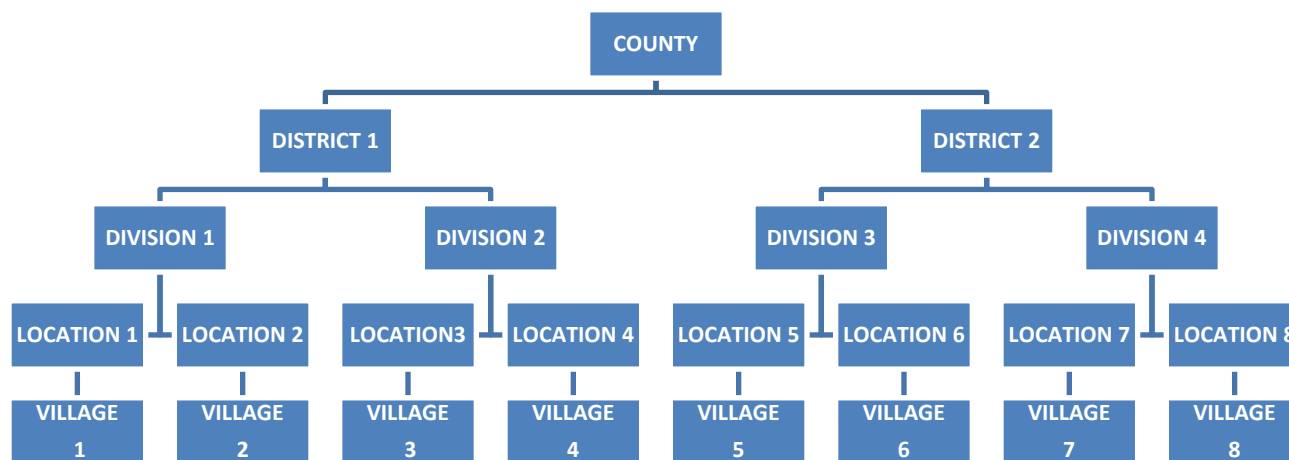 COUNTY
DISTRICT 1
DISTRICT 2
DIVISION 1
DIVISION 2
DIVISION 3
DIVISION 4
LOCATION 1
LOCATION 2
LOCATION3
LOCATION 4
LOCATION 5
LOCATION 6
LOCATION 7
LOCATION 8
VILLAGE
1
VILLAGE
2
VILLAGE
3
VILLAGE
4
VILLAGE
5
VILLAGE
6
VILLAGE
7
VILLAGE
8